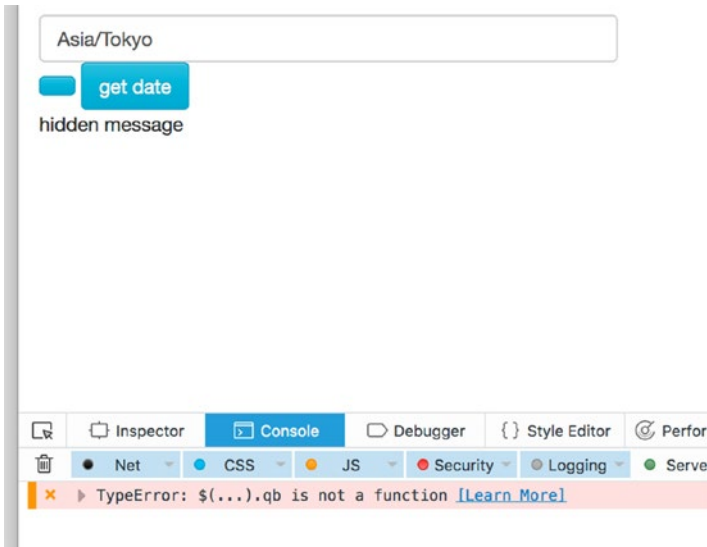 Asia/Tokyo
get date
hidden message
Inspector Console Debugger { } Style Editor Perfor
Net CSS JS Security Logging Serve
TypeError: $(...).qb is not a function [Learn More]